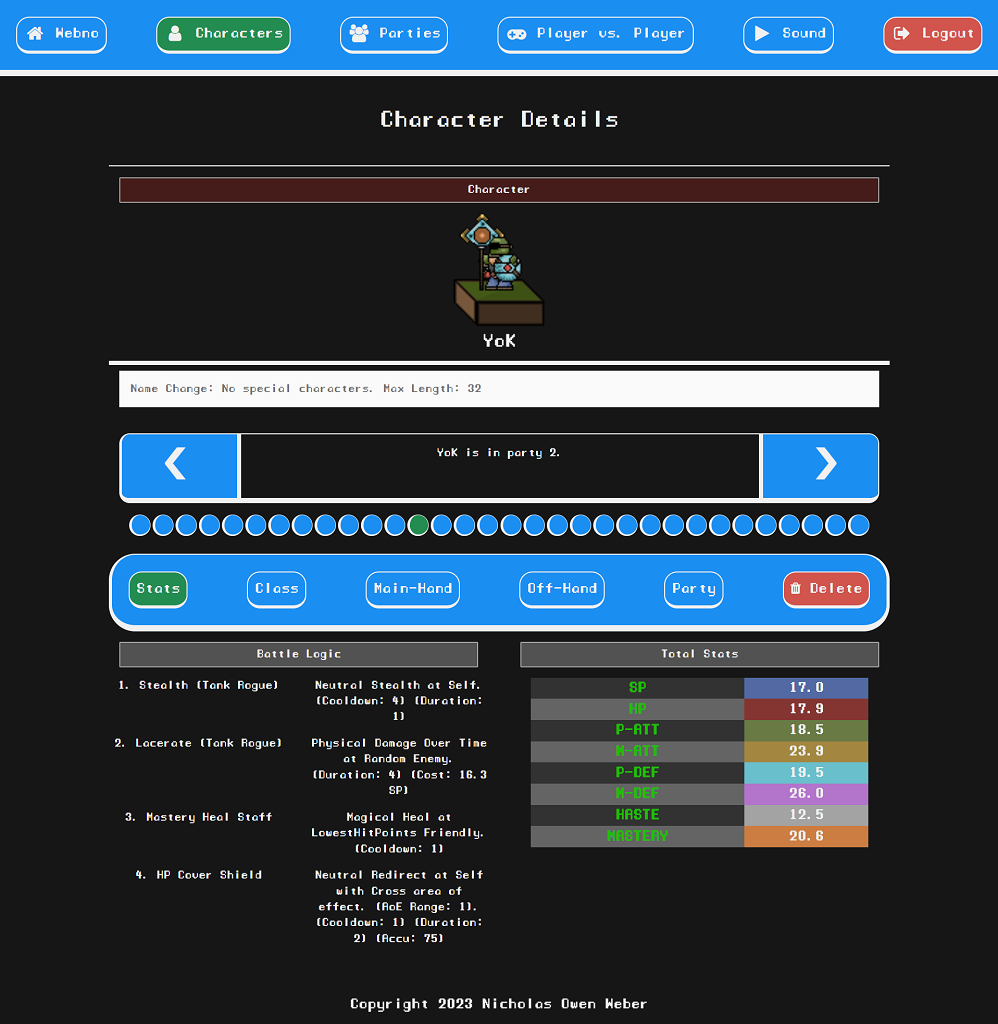 Webno
Characters
Parties
Player vs. Player
Sound
Logout
Character Details
Character
YoK
Name Change: No special characters. Max Length: 32
❮
YoK is in party 2.
❯
Stats
Class
Main-Hand
Off-Hand
Party
Delete
Battle Logic
1. Stealth (Tank Rogue)
Neutral Stealth at Self.
(Cooldown: 4) (Duration:
1)
2. Lacerate (Tank Rogue)
Physical Damage Over Time
at Random Enemy.
(Duration: 4) (Cost: 16.3
SP)
3. Mastery Heal Staff
Magical Heal at
LowestHitPoints Friendly.
(Cooldown: 1)
4. HP Cover Shield
Neutral Redirect at Self
with Cross area of
effect. (AoE Range: 1).
(Cooldown: 1) (Duration:
2) (Accu: 75)
Total Stats
SP 17.0
HP 17.9
P-ATT 18.5
M-ATT 23.9
P-DEF 19.5
M-DEF 26.0
HASTE 12.5
MASTERY 20.6
Copyright 2023 Nicholas Owen Weber